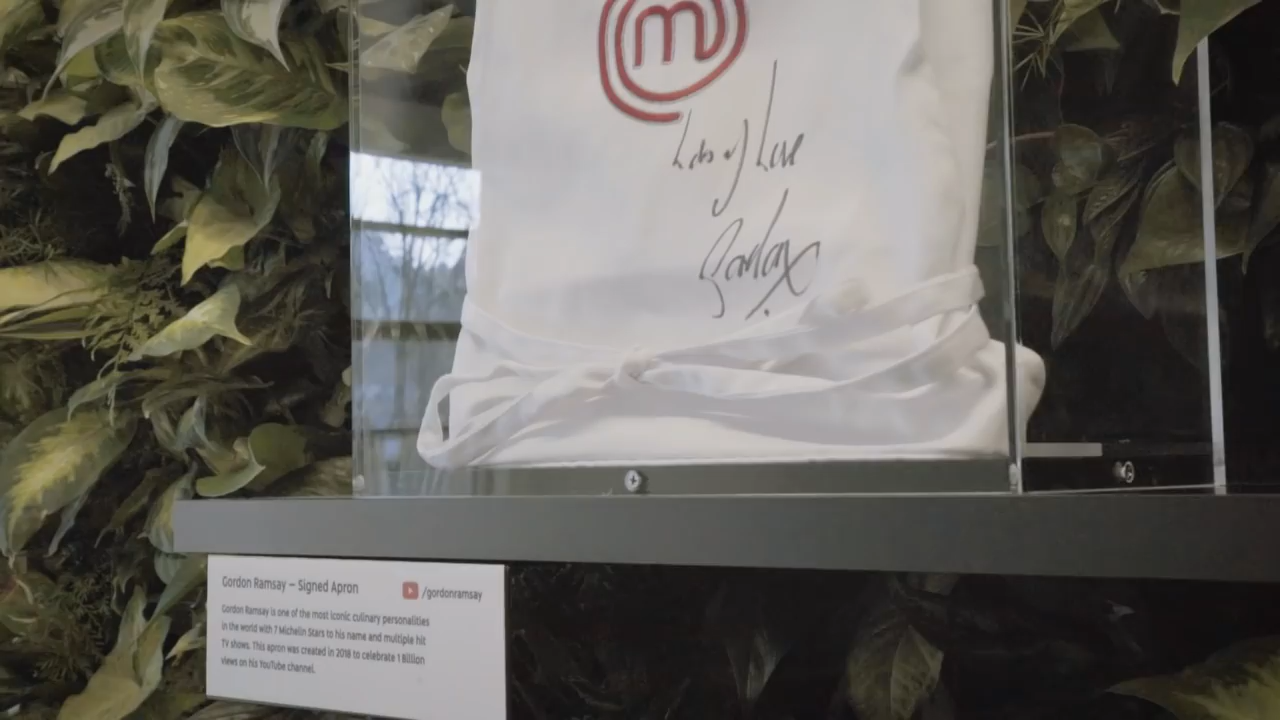 m
Lots of Love
Gordon
Gordon Ramsay – Signed Apron
/gordonramsay
Gordon Ramsay is one of the most iconic culinary personalities
in the world with 7 Michelin Stars to his name and multiple hit
TV shows. This apron was created in 2018 to celebrate 1 Billion
views on his YouTube channel.